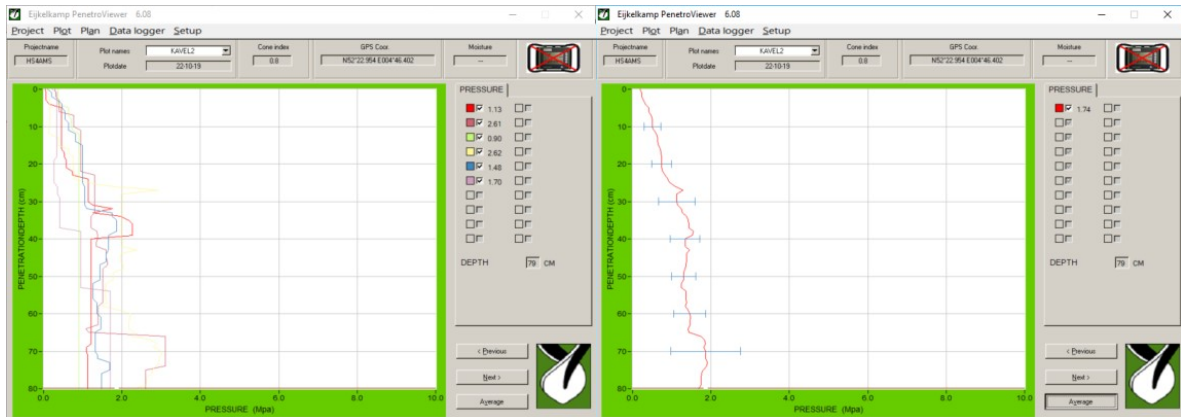 Eijkelkamp PenetroViewer 6.08
Project Plot Plan Data logger Setup
Projectname
HS4AMS
Plot names KAVEL2
Plotdate 22-10-19
Cone index
0.8
GPS Coor.
N52°22.954 E004°46.402
Moisture
--
PRESSURE
1.13
2.61
0.90
2.62
1.48
1.70
DEPTH 79 CM
< Previous
Next >
Average
PENETRATIONDEPTH (cm)
0
10
20
30
40
50
60
70
80
0.0 2.0 4.0 6.0 8.0 10.0
PRESSURE (Mpa)
Eijkelkamp PenetroViewer 6.08
Project Plot Plan Data logger Setup
Projectname
HS4AMS
Plot names KAVEL2
Plotdate 22-10-19
Cone index
0.8
GPS Coor.
N52°22.954 E004°46.402
Moisture
--
PRESSURE
1.74
DEPTH 79 CM
< Previous
Next >
Average
PENETRATIONDEPTH (cm)
0
10
20
30
40
50
60
70
80
0.0 2.0 4.0 6.0 8.0 10.0
PRESSURE (Mpa)